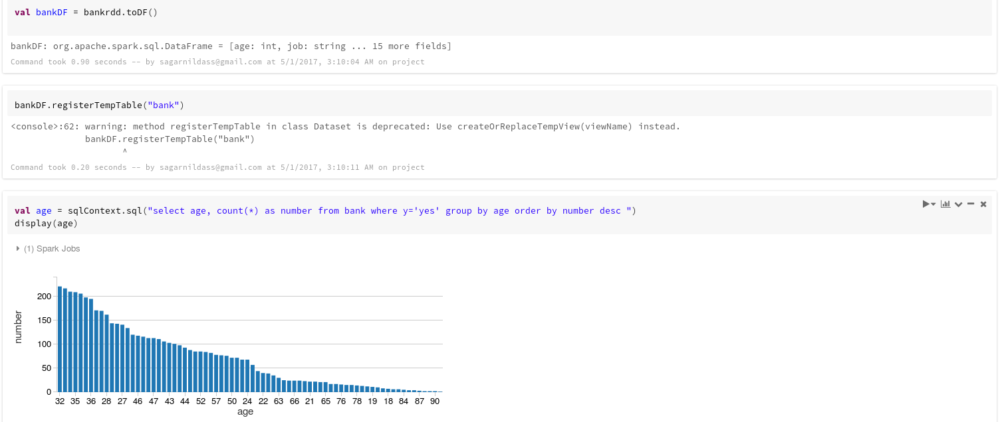 val bankDF = bankrdd.toDF()
bankDF: org.apache.spark.sql.DataFrame = [age: int, job: string ... 15 more fields]
Command took 0.90 seconds -- by sagarnildass@gmail.com at 5/1/2017, 3:10:04 AM on project
bankDF.registerTempTable("bank")
<console>:62: warning: method registerTempTable in class Dataset is deprecated: Use createOrReplaceTempView(viewName) instead.
bankDF.registerTempTable("bank")
^
Command took 0.20 seconds -- by sagarnildass@gmail.com at 5/1/2017, 3:10:11 AM on project
val age = sqlContext.sql("select age, count(*) as number from bank where y='yes' group by age order by number desc ")
display(age)
(1) Spark Jobs
200
150
100
50
0
number
32 35 36 28 27 46 47 43 44 52 57 50 24 22 63 66 21 65 76 78 19 18 84 87 90
age